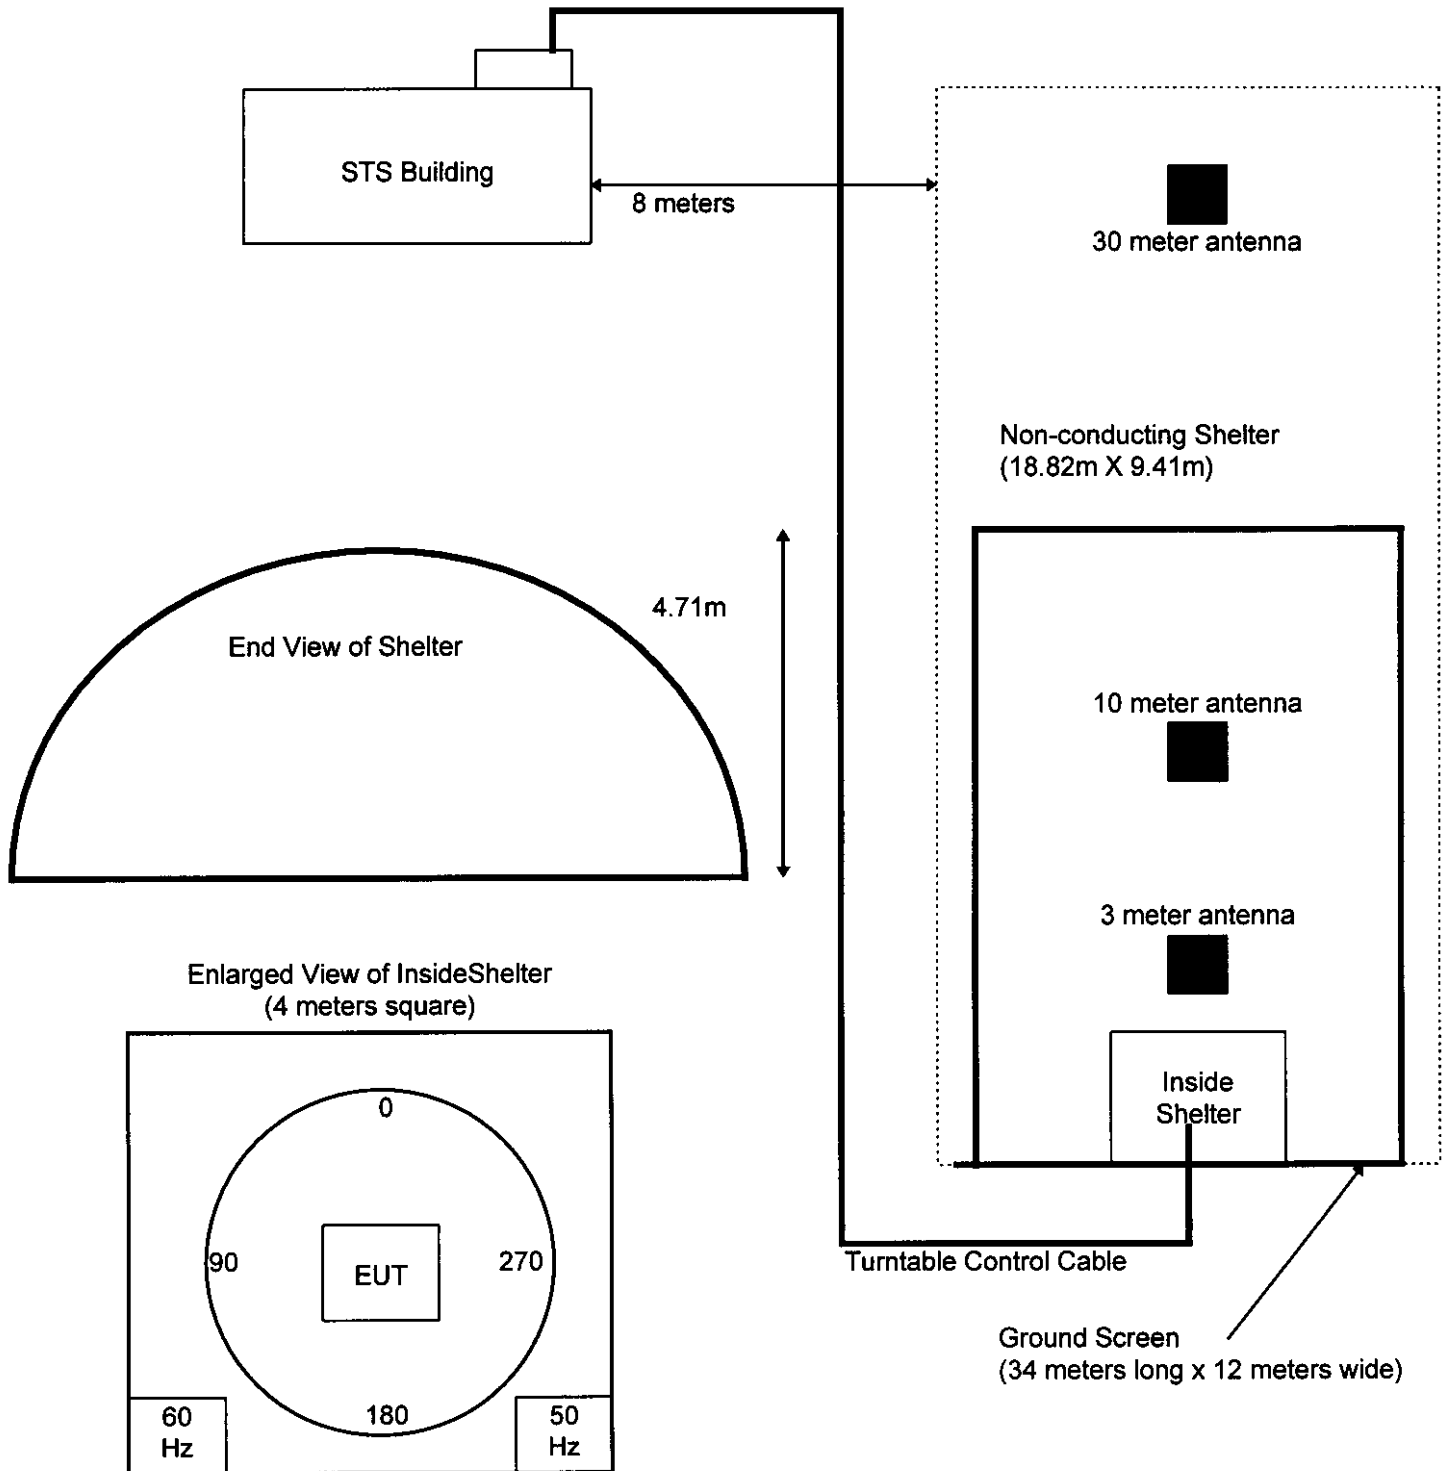 STS Building
8 meters
30 meter antenna
Non-conducting Shelter
(18.82m X 9.41m)
4.71m
End View of Shelter
10 meter antenna
3 meter antenna
Enlarged View of InsideShelter
(4 meters square)
Inside
Shelter
0
90
EUT
270
180
60
Hz
50
Hz
Turntable Control Cable
Ground Screen
(34 meters long x 12 meters wide)